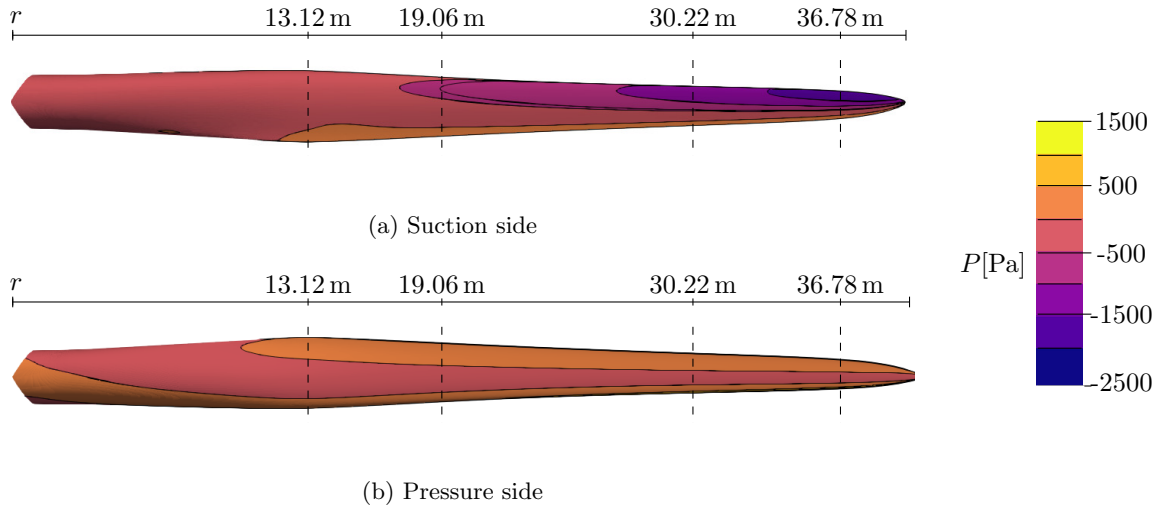 r 13.12 m 19.06 m 30.22 m 36.78 m
(a) Suction side
1500
500
P[Pa]
-500
-1500
-2500
r 13.12 m 19.06 m 30.22 m 36.78 m
(b) Pressure side